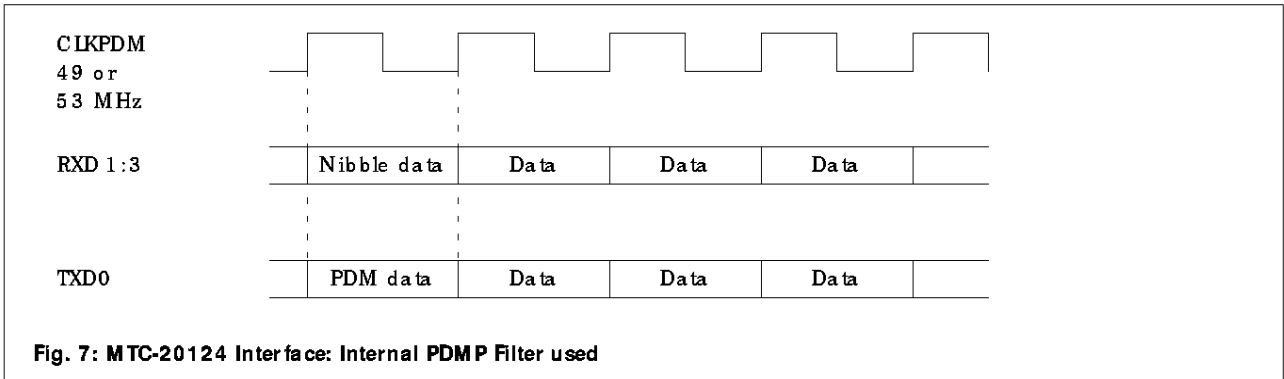 CLKPDM
49 or
53 MHz
RXD 1:3
Nibble data Data Data Data
TXD0
PDM data Data Data Data
Fig. 7: MTC-20124 Interface: Internal PDMP Filter used